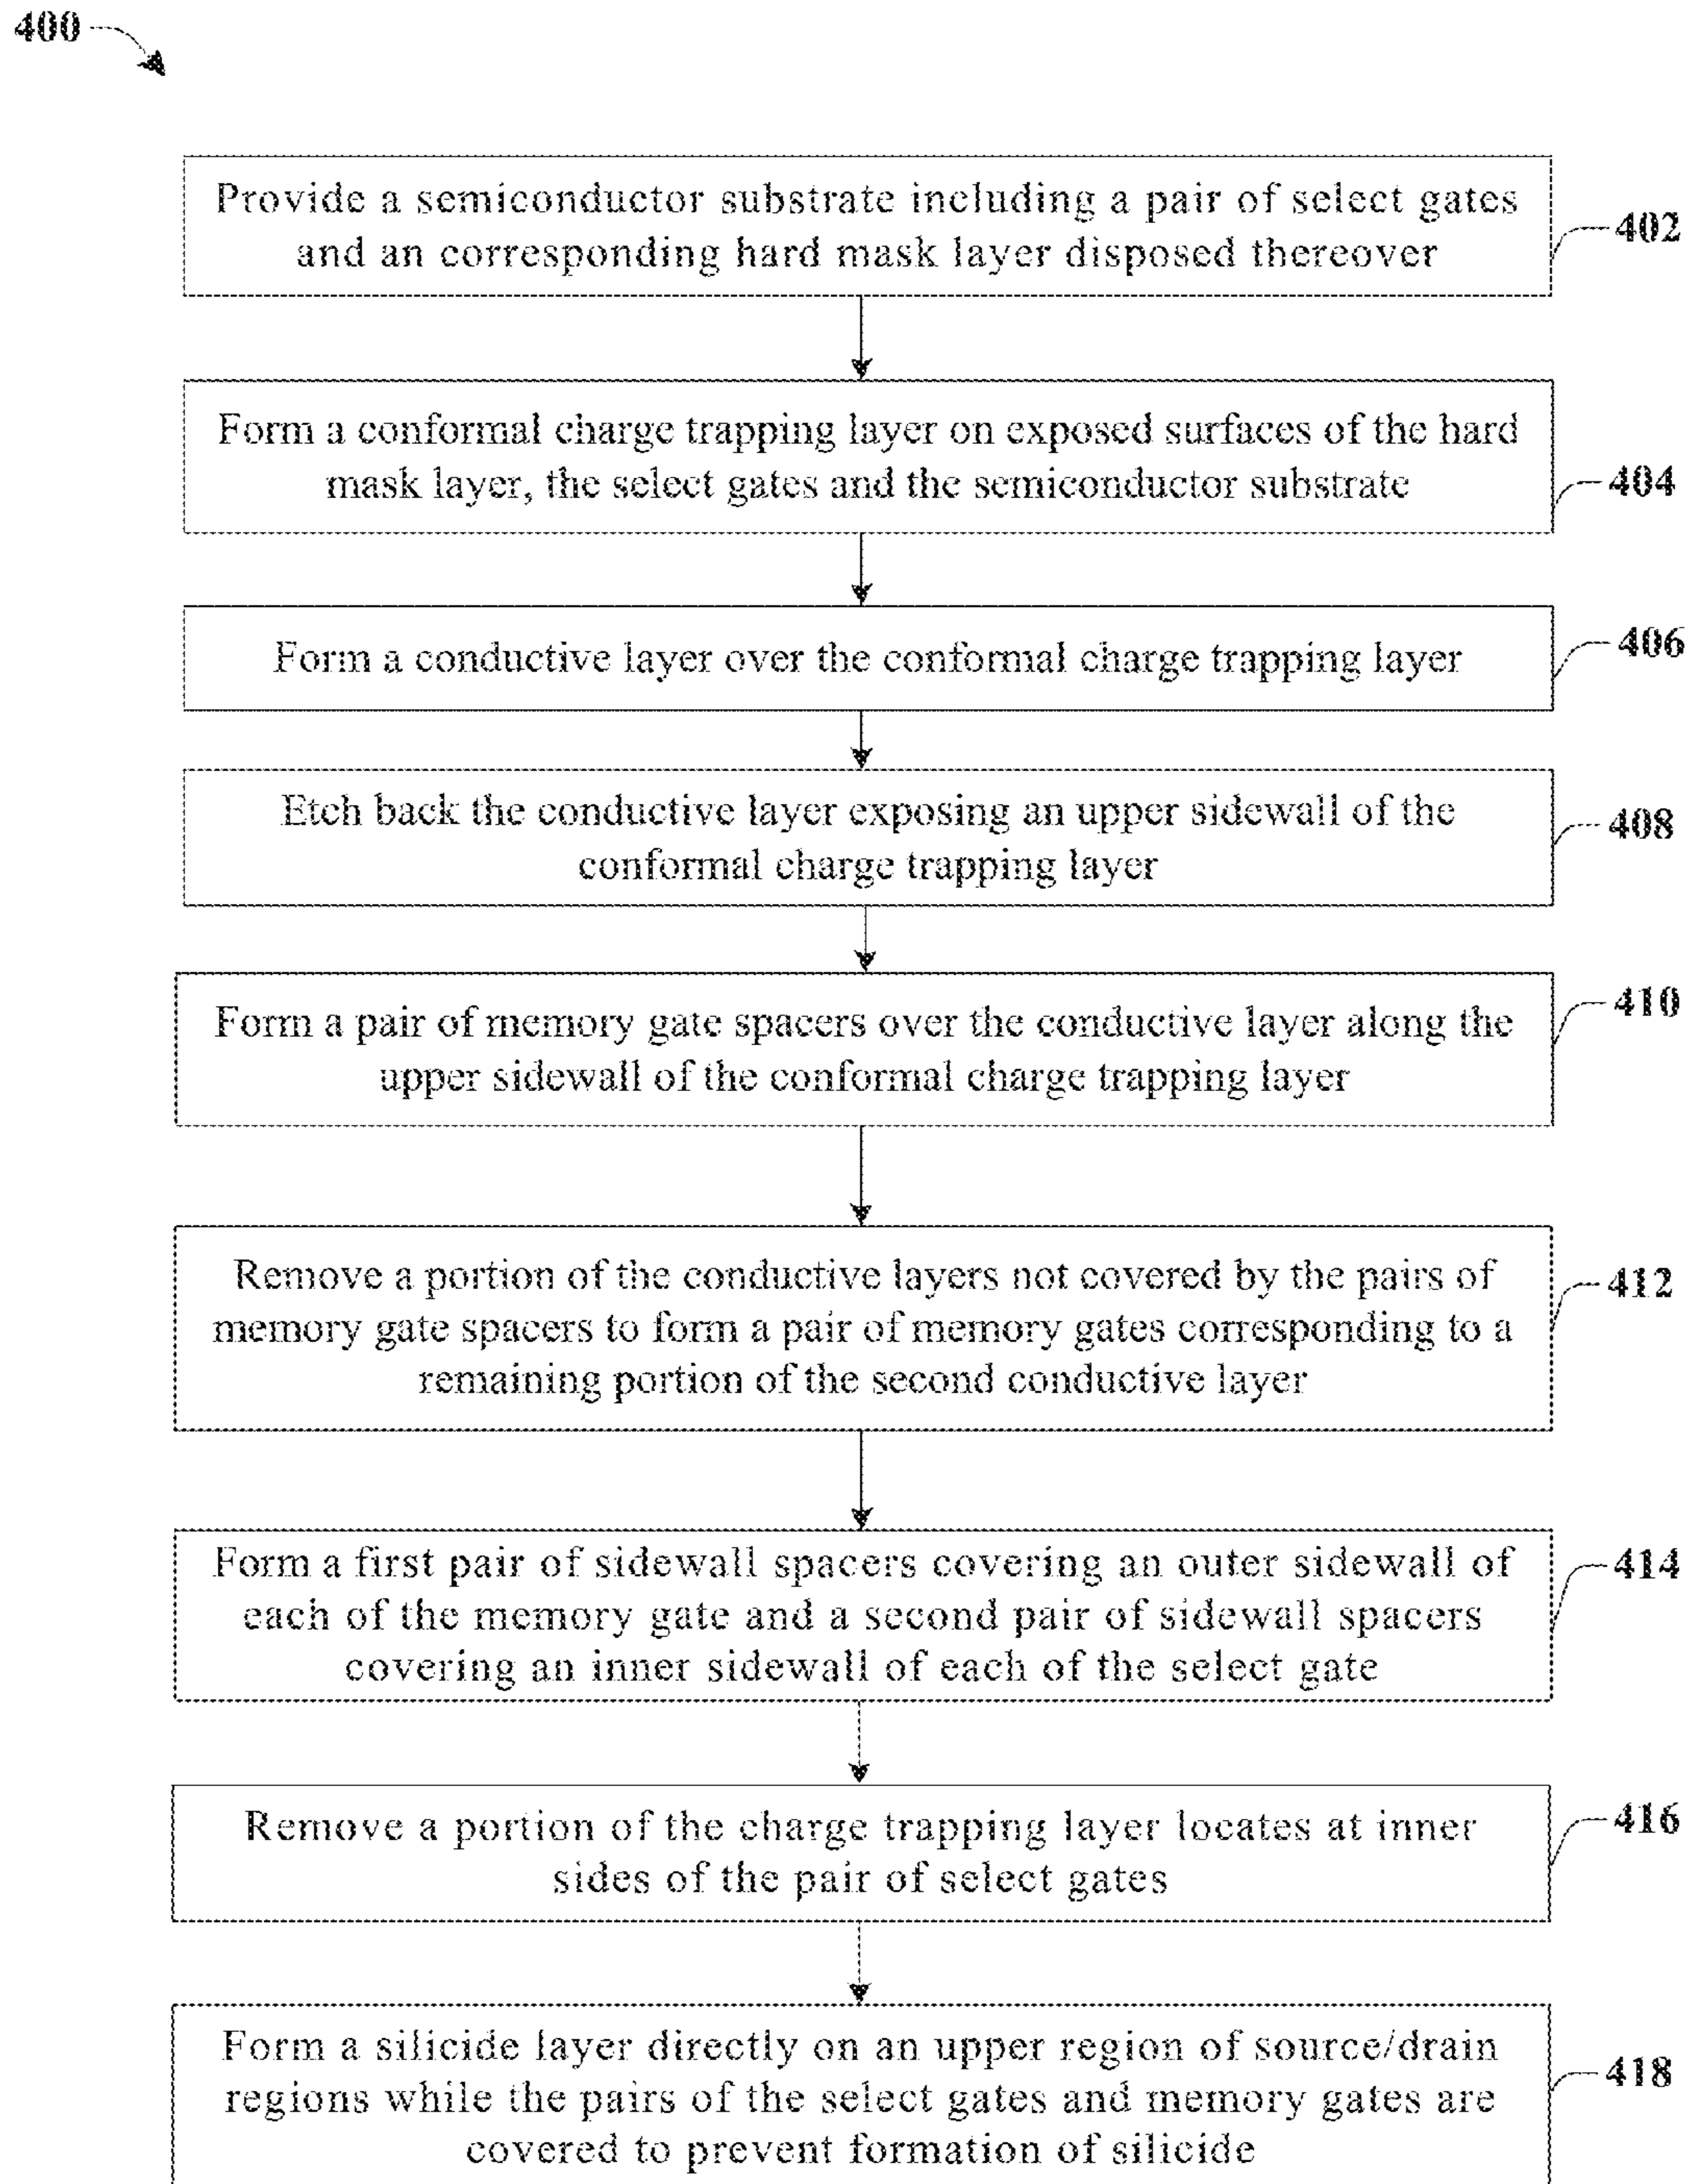 400
Provide a semiconductor substrate including a pair of select gates
and an corresponding hard mask layer disposed thereover
402
Form a conformal charge trapping layer on exposed surfaces of the hard
mask layer, the select gates and the semiconductor substrate
404
Form a conductive layer over the conformal charge trapping layer
406
Etch back the conductive layer exposing an upper sidewall of the
conformal charge trapping layer
408
Form a pair of memory gate spacers over the conductive layer along the
upper sidewall of the conformal charge trapping layer
410
Remove a portion of the conductive layers not covered by the pairs of
memory gate spacers to form a pair of memory gates corresponding to a
remaining portion of the second conductive layer
412
Form a first pair of sidewall spacers covering an outer sidewall of
each of the memory gate and a second pair of sidewall spacers
covering an inner sidewall of each of the select gate
414
Remove a portion of the charge trapping layer locates at inner
sides of the pair of select gates
416
Form a silicide layer directly on an upper region of source/drain
regions while the pairs of the select gates and memory gates are
covered to prevent formation of silicide
418